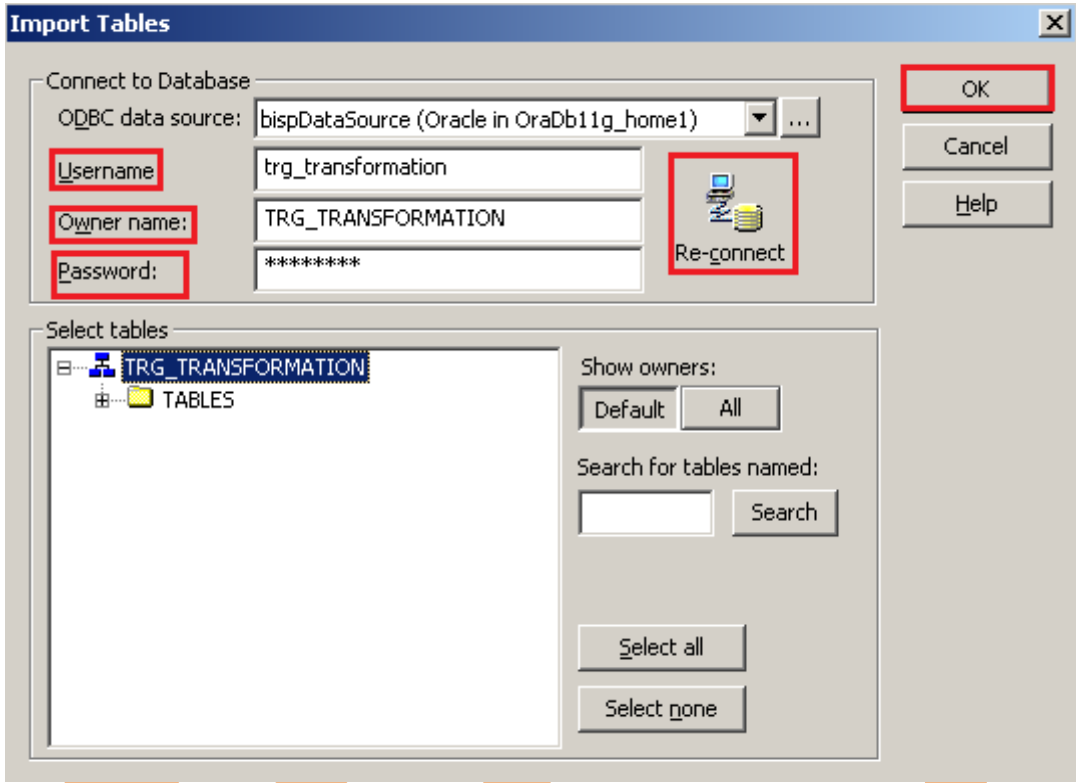 Import Tables
Connect to Database
ODBC data source: bispDataSource (Oracle in OraDb11g_home1) ...
Username trg_transformation
Owner name: TRG_TRANSFORMATION
Password: ********
Re-connect
OK
Cancel
Help
Select tables
TRG_TRANSFORMATION
TABLES
Show owners:
Default All
Search for tables named:
Search
Select all
Select none